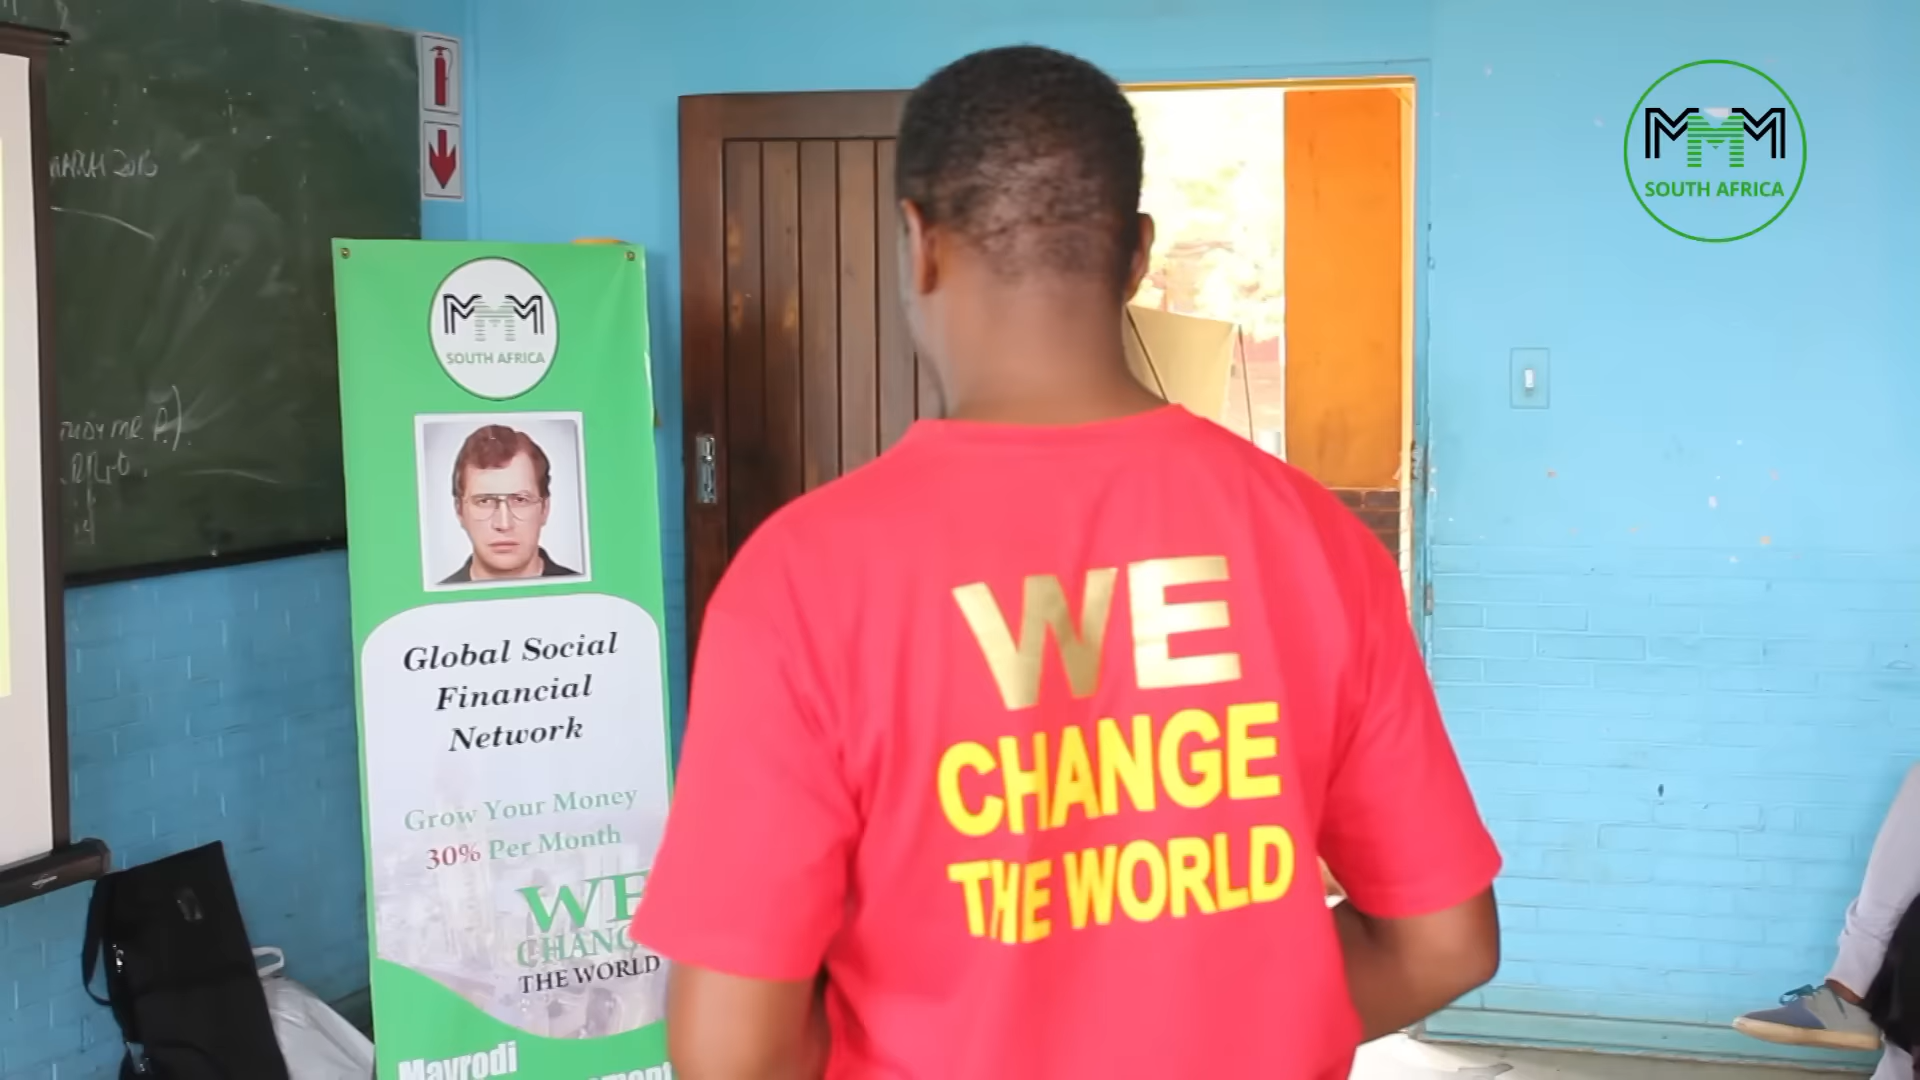 MMM
SOUTH AFRICA
MMM
SOUTH AFRICA
Global Social
Financial
Network
Grow Your Money
30% Per Month
WE
CHANG
THE WORLD
Mavrodi
WE
CHANGE
THE WORLD